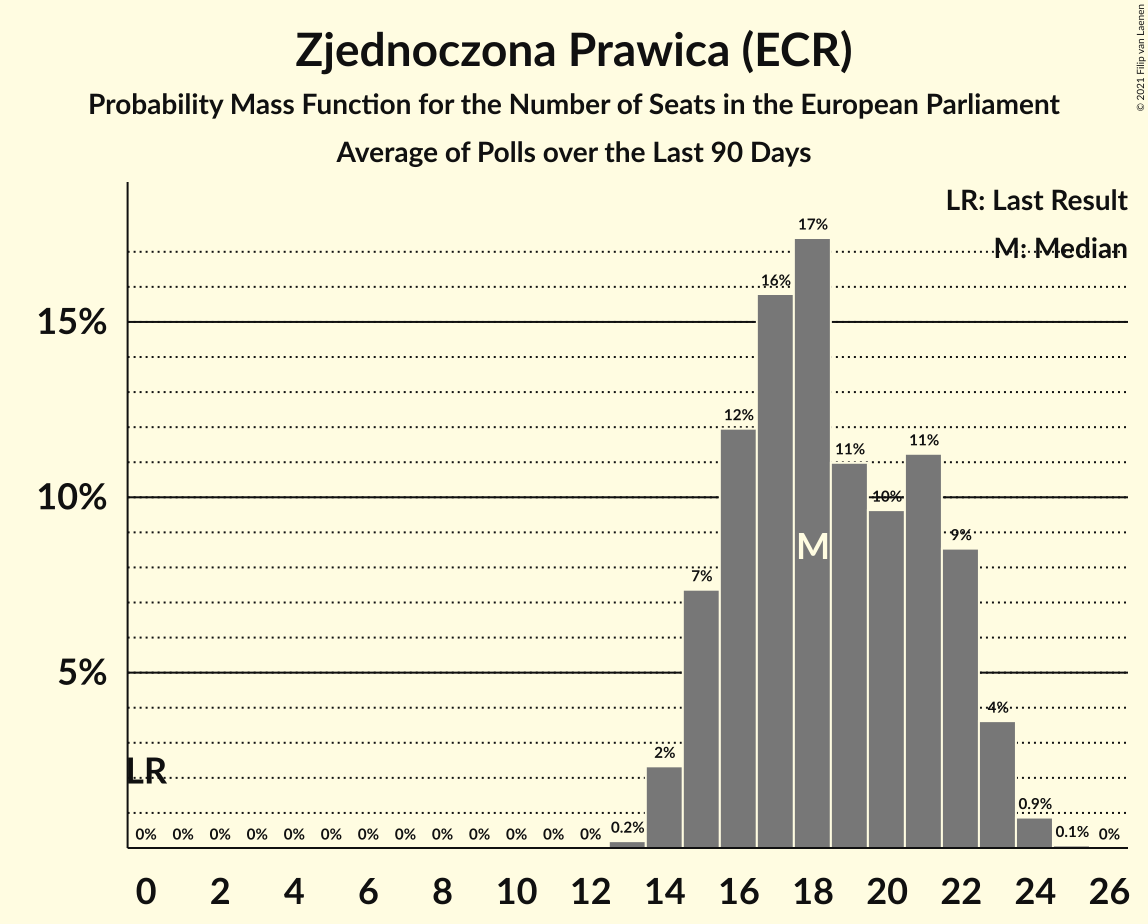 Zjednoczona Prawica (ECR)
Probability Mass Function for the Number of Seats in the European Parliament
Average of Polls over the Last 90 Days
© 2021 Filip van Laenen
LR: Last Result
M: Median
15%
10%
5%
LR
M
0% 0% 0% 0% 0% 0% 0% 0% 0% 0% 0% 0% 0% 0.2% 2% 7% 12% 16% 17% 11% 10% 11% 9% 4% 0.9% 0.1% 0%
0 2 4 6 8 10 12 14 16 18 20 22 24 26